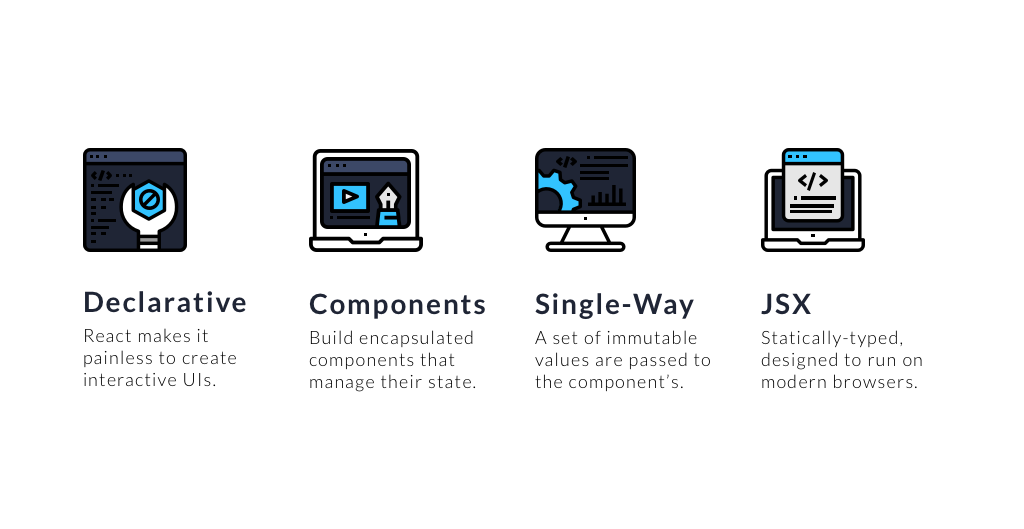 Declarative
React makes it
painless to create
interactive UIs.
Components
Build encapsulated
components that
manage their state.
Single-Way
A set of immutable
values are passed to
the component’s.
JSX
Statically-typed,
designed to run on
modern browsers.